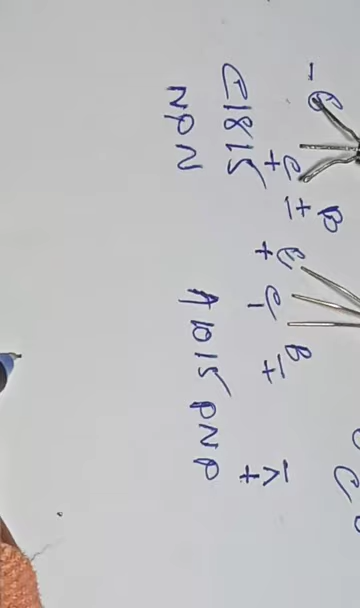 -E C B E C B
+ ± + - ±
C1815
A1015 PNP
NPN